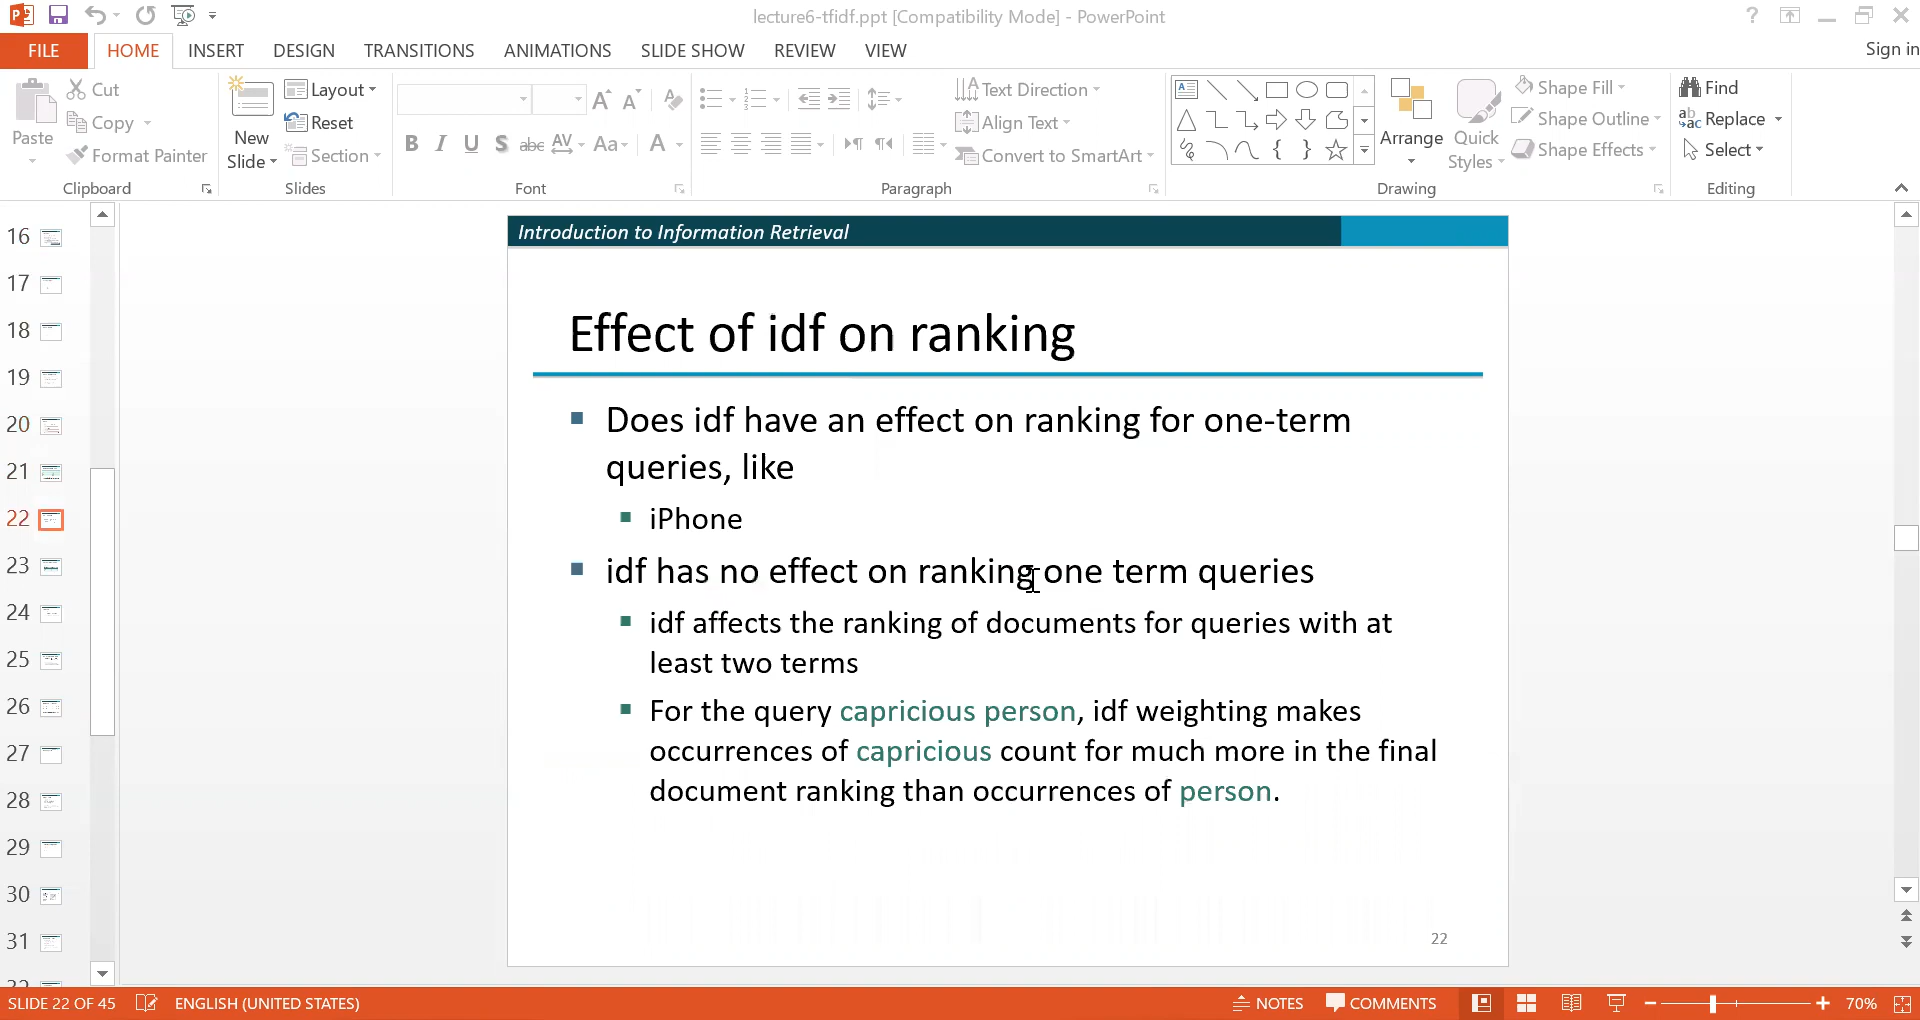 lecture6-tfidf.ppt [Compatibility Mode] - PowerPoint
?
FILE
HOME
INSERT
DESIGN
TRANSITIONS
ANIMATIONS
SLIDE SHOW
REVIEW
VIEW
Sign in
Paste
Cut
Copy
Format Painter
Clipboard
New
Slide
Layout
Reset
Section
Slides
B I U S abc AV Aa A
Font
Text Direction
Align Text
Convert to SmartArt
Paragraph
Arrange
Quick
Styles
Shape Fill
Shape Outline
Shape Effects
Drawing
Find
Replace
Select
Editing
16
17
18
19
20
21
22
23
24
25
26
27
28
29
30
31
Introduction to Information Retrieval
Effect of idf on ranking
Does idf have an effect on ranking for one-term
queries, like
iPhone
idf has no effect on ranking one term queries
idf affects the ranking of documents for queries with at
least two terms
For the query capricious person, idf weighting makes
occurrences of capricious count for much more in the final
document ranking than occurrences of person.
22
SLIDE 22 OF 45
ENGLISH (UNITED STATES)
NOTES
COMMENTS
70%